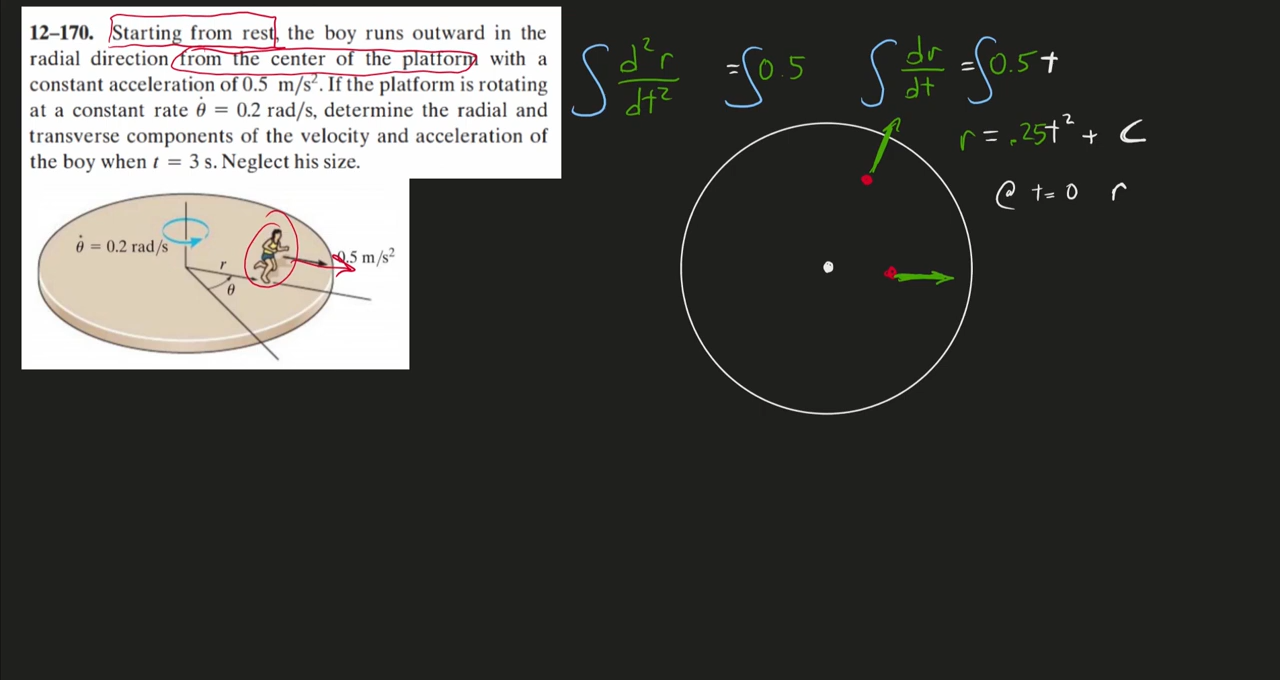 12–170. Starting from rest, the boy runs outward in the
radial direction from the center of the platform with a
constant acceleration of 0.5 m/s². If the platform is rotating
at a constant rate θ̇ = 0.2 rad/s, determine the radial and
transverse components of the velocity and acceleration of
the boy when t = 3 s. Neglect his size.
θ̇ = 0.2 rad/s
r
θ
0.5 m/s²
∫ d²r/dt² = ∫0.5
∫ dr/dt = ∫0.5t
r = .25t² + C
@ t=0 r